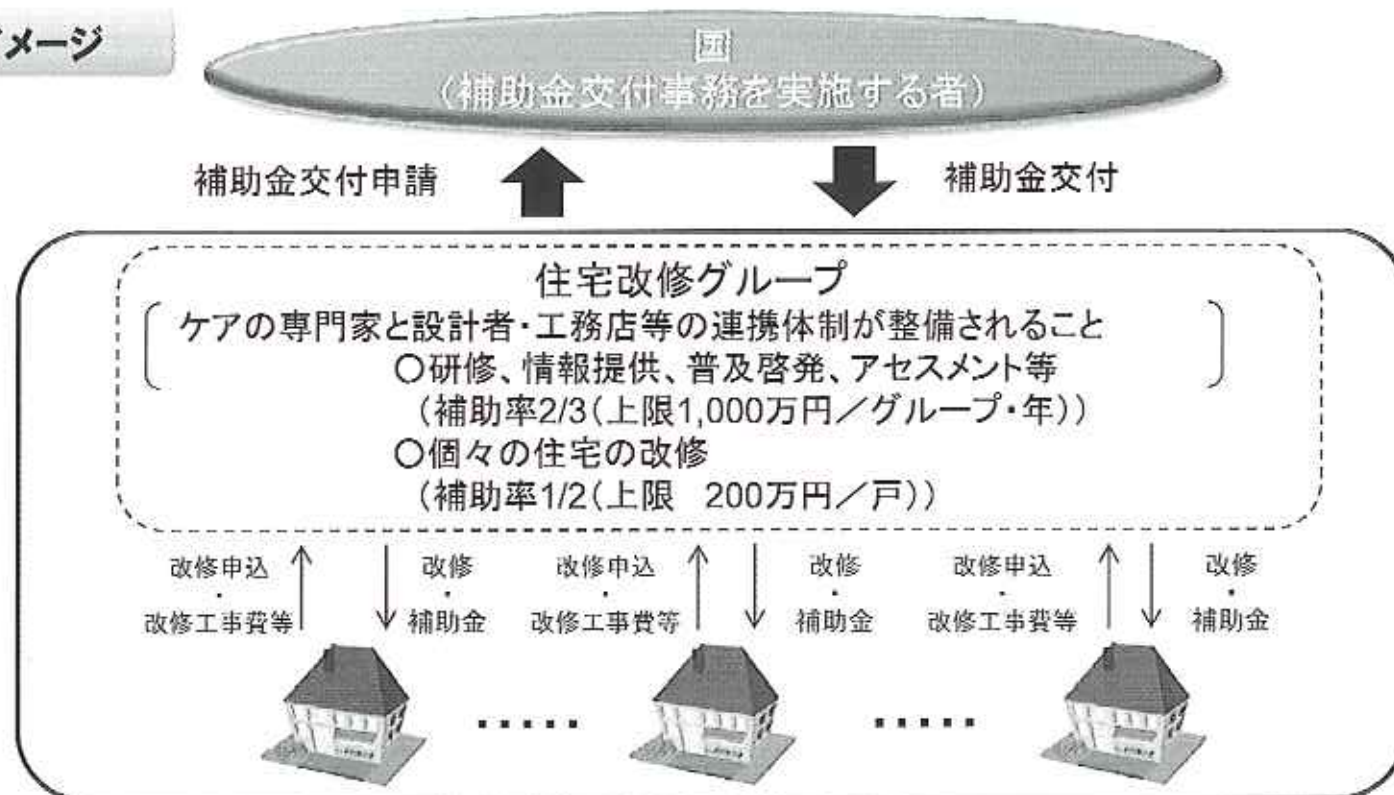 イメージ
国
(補助金交付事務を実施する者)
補助金交付申請
補助金交付
住宅改修グループ
ケアの専門家と設計者・工務店等の連携体制が整備されること
○研修、情報提供、普及啓発、アセスメント等
(補助率2/3(上限1,000万円/グループ・年))
○個々の住宅の改修
(補助率1/2(上限 200万円/戸))
改修申込
・
改修工事費等
改修
・
補助金
改修申込
・
改修工事費等
改修
・
補助金
改修申込
・
改修工事費等
改修
・
補助金